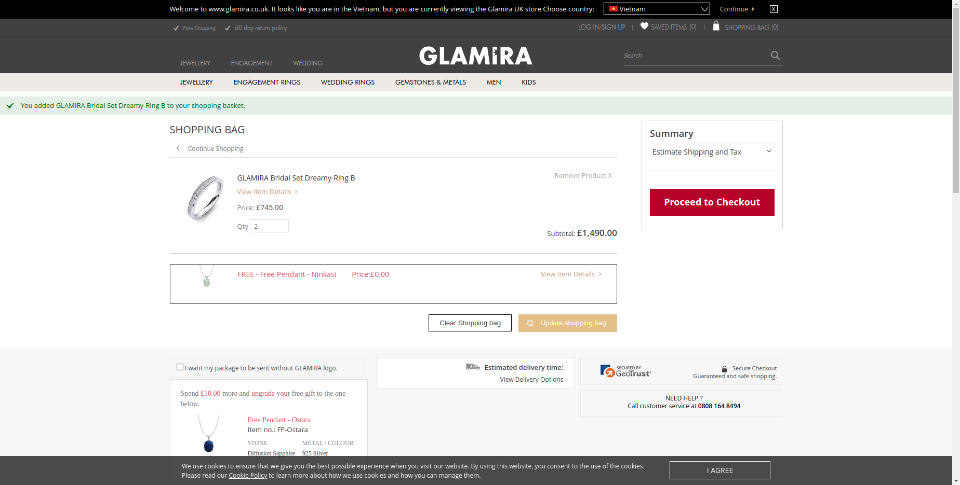 Welcome to www.glamira.co.uk. It looks like you are in the Vietnam, but you are currently viewing the Glamira UK store Choose country: Vietnam Continue X
Free Shipping 60 day return policy LOG IN/SIGN UP | SAVED ITEMS (0) | SHOPPING BAG (0)
JEWELLERY ENGAGEMENT WEDDING GLAMIRA Search
JEWELLERY ENGAGEMENT RINGS WEDDING RINGS GEMSTONES & METALS MEN KIDS
You added GLAMIRA Bridal Set Dreamy-Ring B to your shopping basket.
SHOPPING BAG
Continue Shopping
GLAMIRA Bridal Set Dreamy-Ring B
Remove Product X
View Item Details >
Price: £745.00
Qty 2
Subtotal: £1,490.00
FREE - Free Pendant - Ninkasi Price:£0.00 View Item Details >
Clear Shopping bag Update shopping bag
Summary
Estimate Shipping and Tax
Proceed to Checkout
I want my package to be sent without GLAMIRA logo.
Spend £10.00 more and upgrade your free gift to the one
below.
Free Pendant - Ostara
Item no.: FP-Ostara
STONE METAL / COLOUR
Diffusion Sapphire 925 Silver
Estimated delivery time:
View Delivery Options
SECURED BY
GeoTrust
Secure Checkout
Guaranteed and safe shopping.
NEED HELP ?
Call customer service at 0808 164 8494
We use cookies to ensure that we give you the best possible experience when you visit our website. By using this website, you consent to the use of the cookies.
Please read our Cookie Policy to learn more about how we use cookies and how you can manage them.
I AGREE